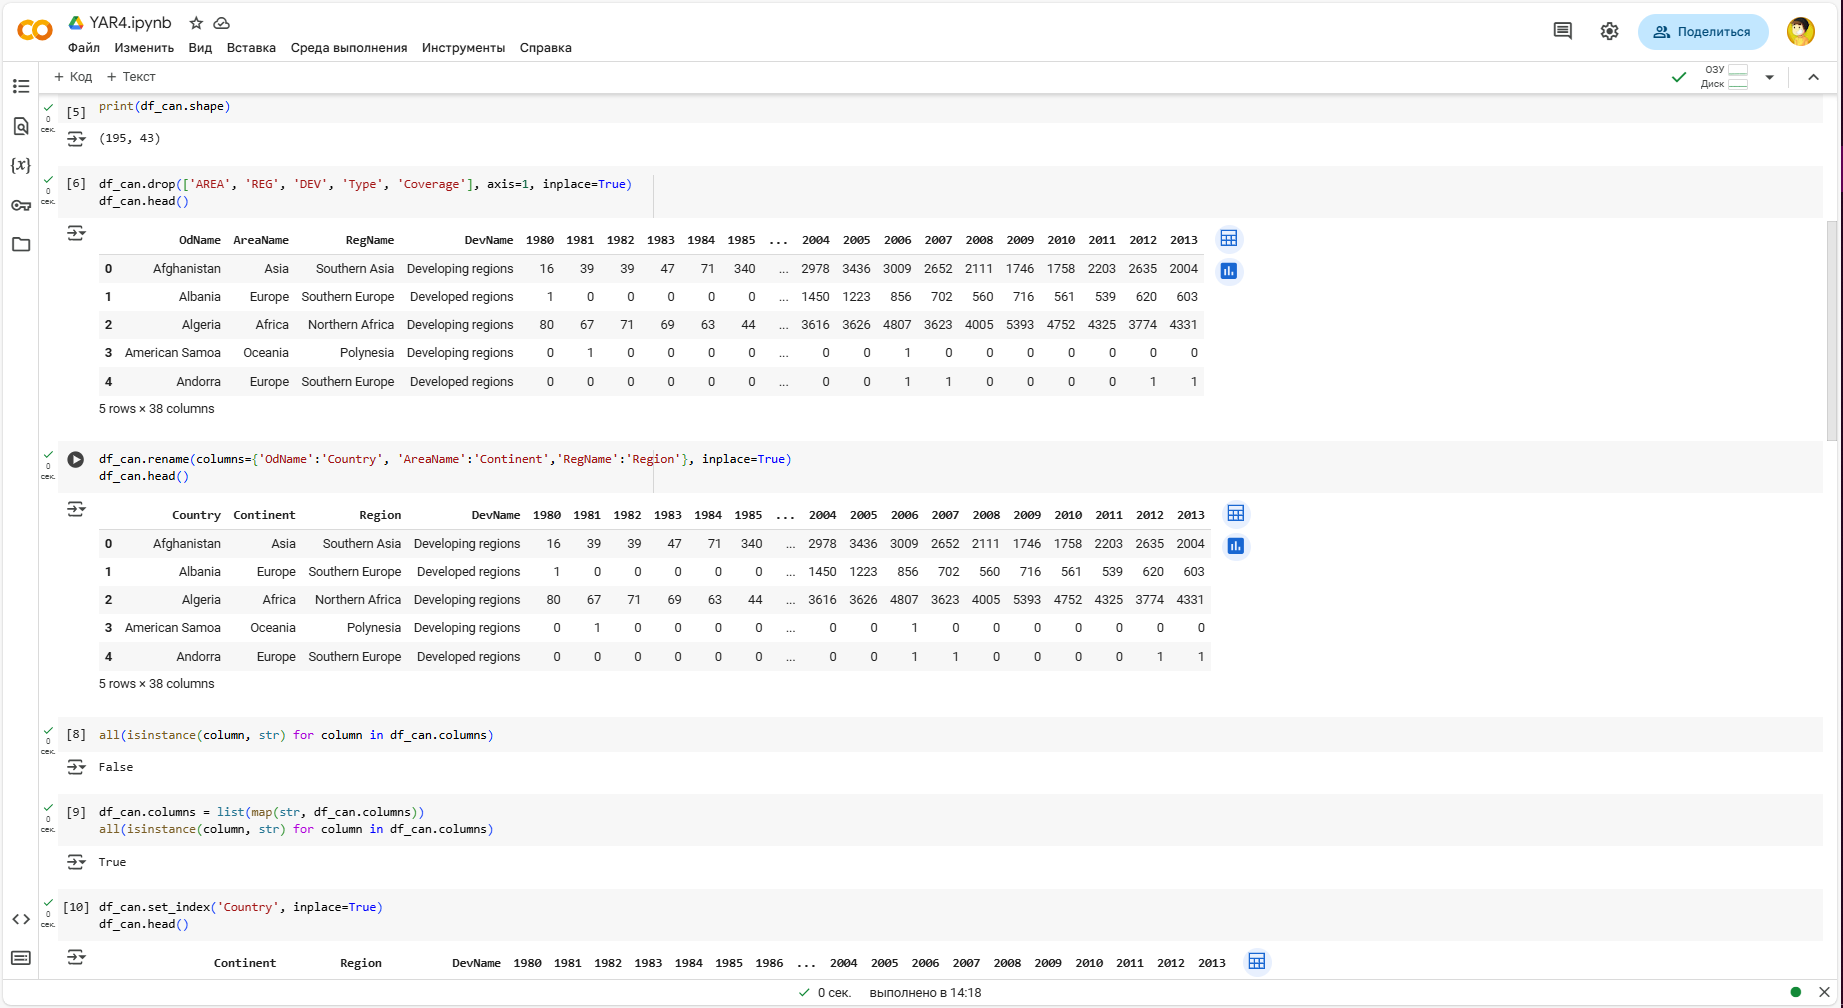 YAR4.ipynb
Файл Изменить Вид Вставка Среда выполнения Инструменты Справка
Поделиться
+ Код + Текст
ОЗУ
Диск
{x}
0 сек.
[5] print(df_can.shape)
(195, 43)
0 сек.
[6] df_can.drop(['AREA', 'REG', 'DEV', 'Type', 'Coverage'], axis=1, inplace=True)
df_can.head()
OdName AreaName RegName DevName 1980 1981 1982 1983 1984 1985 ... 2004 2005 2006 2007 2008 2009 2010 2011 2012 2013
0 Afghanistan Asia Southern Asia Developing regions 16 39 39 47 71 340 ... 2978 3436 3009 2652 2111 1746 1758 2203 2635 2004
1 Albania Europe Southern Europe Developed regions 1 0 0 0 0 0 ... 1450 1223 856 702 560 716 561 539 620 603
2 Algeria Africa Northern Africa Developing regions 80 67 71 69 63 44 ... 3616 3626 4807 3623 4005 5393 4752 4325 3774 4331
3 American Samoa Oceania Polynesia Developing regions 0 1 0 0 0 0 ... 0 0 1 0 0 0 0 0 0 0
4 Andorra Europe Southern Europe Developed regions 0 0 0 0 0 0 ... 0 0 1 1 0 0 0 0 1 1
5 rows × 38 columns
0 сек.
df_can.rename(columns={'OdName':'Country', 'AreaName':'Continent','RegName':'Region'}, inplace=True)
df_can.head()
Country Continent Region DevName 1980 1981 1982 1983 1984 1985 ... 2004 2005 2006 2007 2008 2009 2010 2011 2012 2013
0 Afghanistan Asia Southern Asia Developing regions 16 39 39 47 71 340 ... 2978 3436 3009 2652 2111 1746 1758 2203 2635 2004
1 Albania Europe Southern Europe Developed regions 1 0 0 0 0 0 ... 1450 1223 856 702 560 716 561 539 620 603
2 Algeria Africa Northern Africa Developing regions 80 67 71 69 63 44 ... 3616 3626 4807 3623 4005 5393 4752 4325 3774 4331
3 American Samoa Oceania Polynesia Developing regions 0 1 0 0 0 0 ... 0 0 1 0 0 0 0 0 0 0
4 Andorra Europe Southern Europe Developed regions 0 0 0 0 0 0 ... 0 0 1 1 0 0 0 0 1 1
5 rows × 38 columns
0 сек.
[8] all(isinstance(column, str) for column in df_can.columns)
False
0 сек.
[9] df_can.columns = list(map(str, df_can.columns))
all(isinstance(column, str) for column in df_can.columns)
True
0 сек.
[10] df_can.set_index('Country', inplace=True)
df_can.head()
Continent Region DevName 1980 1981 1982 1983 1984 1985 1986 ... 2004 2005 2006 2007 2008 2009 2010 2011 2012 2013
0 сек. выполнено в 14:18